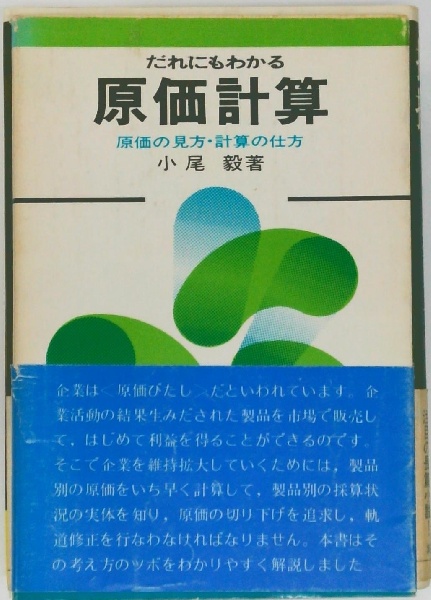 だれにもわかる
原価計算
原価の見方・計算の仕方
小尾 毅著
企業は〈原価びたし〉だといわれています。企
業活動の結果生みだされた製品を市場で販売し
て，はじめて利益を得ることができるのです。
そこで企業を維持拡大していくためには，製品
別の原価をいち早く計算して，製品別の採算状
況の実体を知り，原価の切り下げを追求し，軌
道修正を行なわなければなりません。本書はそ
の考え方のツボをわかりやすく解説しました